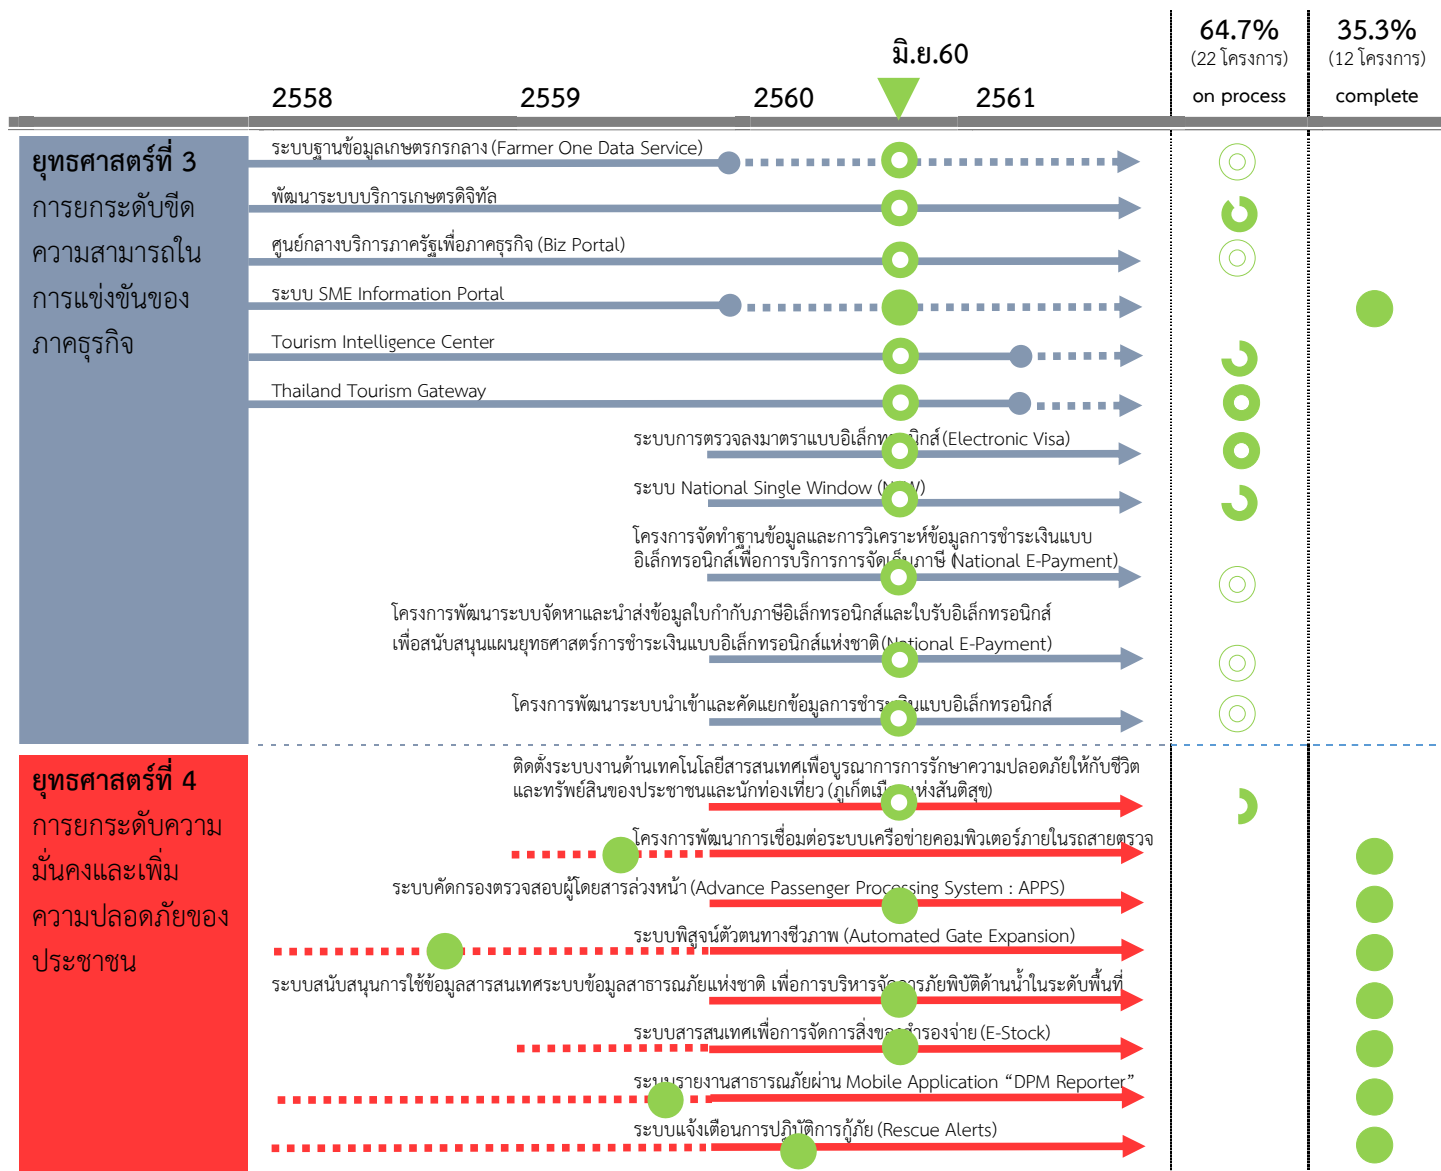 64.7%
35.3%
(22 โครงการ)
(12 โครงการ)
มิ.ย.60
2558
2559
2560
2561
on process
complete
ยุทธศาสตร์ที่ 3
การยกระดับขีด
ความสามารถใน
การแข่งขันของ
ภาคธุรกิจ
ระบบฐานข้อมูลเกษตรกรกลาง (Farmer One Data Service)
พัฒนาระบบบริการเกษตรดิจิทัล
ศูนย์กลางบริการภาครัฐเพื่อภาคธุรกิจ (Biz Portal)
ระบบ SME Information Portal
Tourism Intelligence Center
Thailand Tourism Gateway
ระบบการตรวจลงมาตราแบบอิเล็กทรอนิกส์ (Electronic Visa)
ระบบ National Single Window (NSW)
โครงการจัดทำฐานข้อมูลและการวิเคราะห์ข้อมูลการชำระเงินแบบ
อิเล็กทรอนิกส์เพื่อการบริการการจัดเก็บภาษี (National E-Payment)
โครงการพัฒนาระบบจัดหาและนำส่งข้อมูลใบกำกับภาษีอิเล็กทรอนิกส์และใบรับอิเล็กทรอนิกส์
เพื่อสนับสนุนแผนยุทธศาสตร์การชำระเงินแบบอิเล็กทรอนิกส์แห่งชาติ (National E-Payment)
โครงการพัฒนาระบบนำเข้าและคัดแยกข้อมูลการชำระเงินแบบอิเล็กทรอนิกส์
ยุทธศาสตร์ที่ 4
การยกระดับความ
มั่นคงและเพิ่ม
ความปลอดภัยของ
ประชาชน
ติดตั้งระบบงานด้านเทคโนโลยีสารสนเทศเพื่อบูรณาการการรักษาความปลอดภัยให้กับชีวิต
และทรัพย์สินของประชาชนและนักท่องเที่ยว (ภูเก็ตเมืองแห่งสันติสุข)
โครงการพัฒนาการเชื่อมต่อระบบเครือข่ายคอมพิวเตอร์ภายในรถสายตรวจ
ระบบคัดกรองตรวจสอบผู้โดยสารล่วงหน้า (Advance Passenger Processing System : APPS)
ระบบพิสูจน์ตัวตนทางชีวภาพ (Automated Gate Expansion)
ระบบสนับสนุนการใช้ข้อมูลสารสนเทศระบบข้อมูลสาธารณภัยแห่งชาติ เพื่อการบริหารจัดการภัยพิบัติด้านน้ำในระดับพื้นที่
ระบบสารสนเทศเพื่อการจัดการสิ่งของสำรองจ่าย (E-Stock)
ระบบรายงานสาธารณภัยผ่าน Mobile Application “DPM Reporter”
ระบบแจ้งเตือนการปฏิบัติการกู้ภัย (Rescue Alerts)